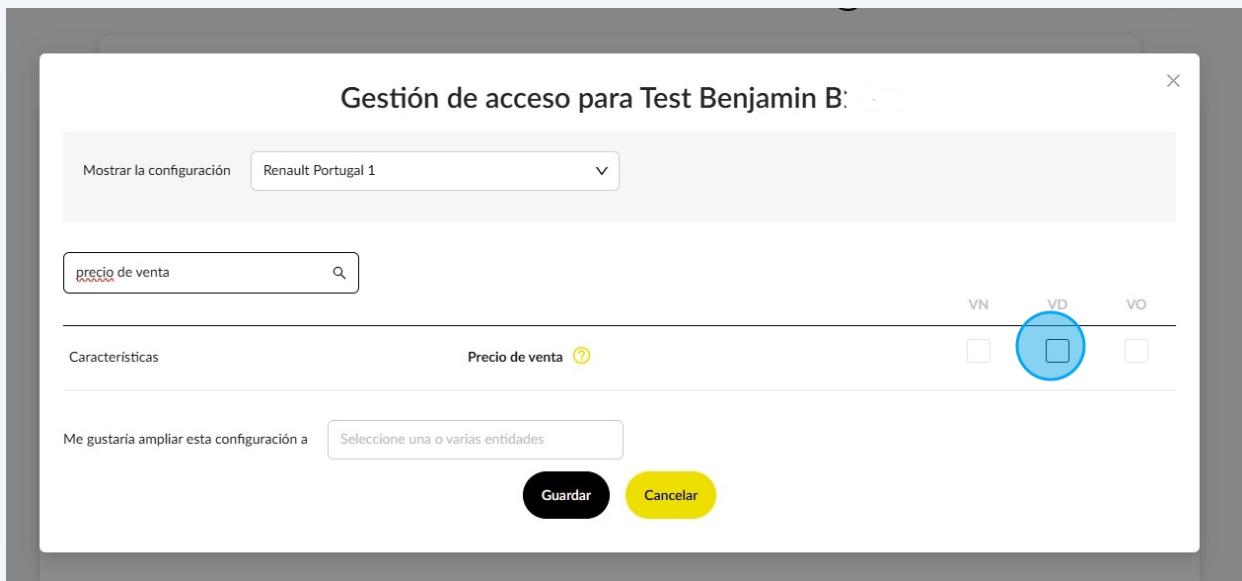 Gestión de acceso para Test Benjamin B
Mostrar la configuración Renault Portugal 1
precio de venta
VN VD VO
Características Precio de venta ?
Me gustaría ampliar esta configuración a Seleccione una o varias entidades
Guardar Cancelar